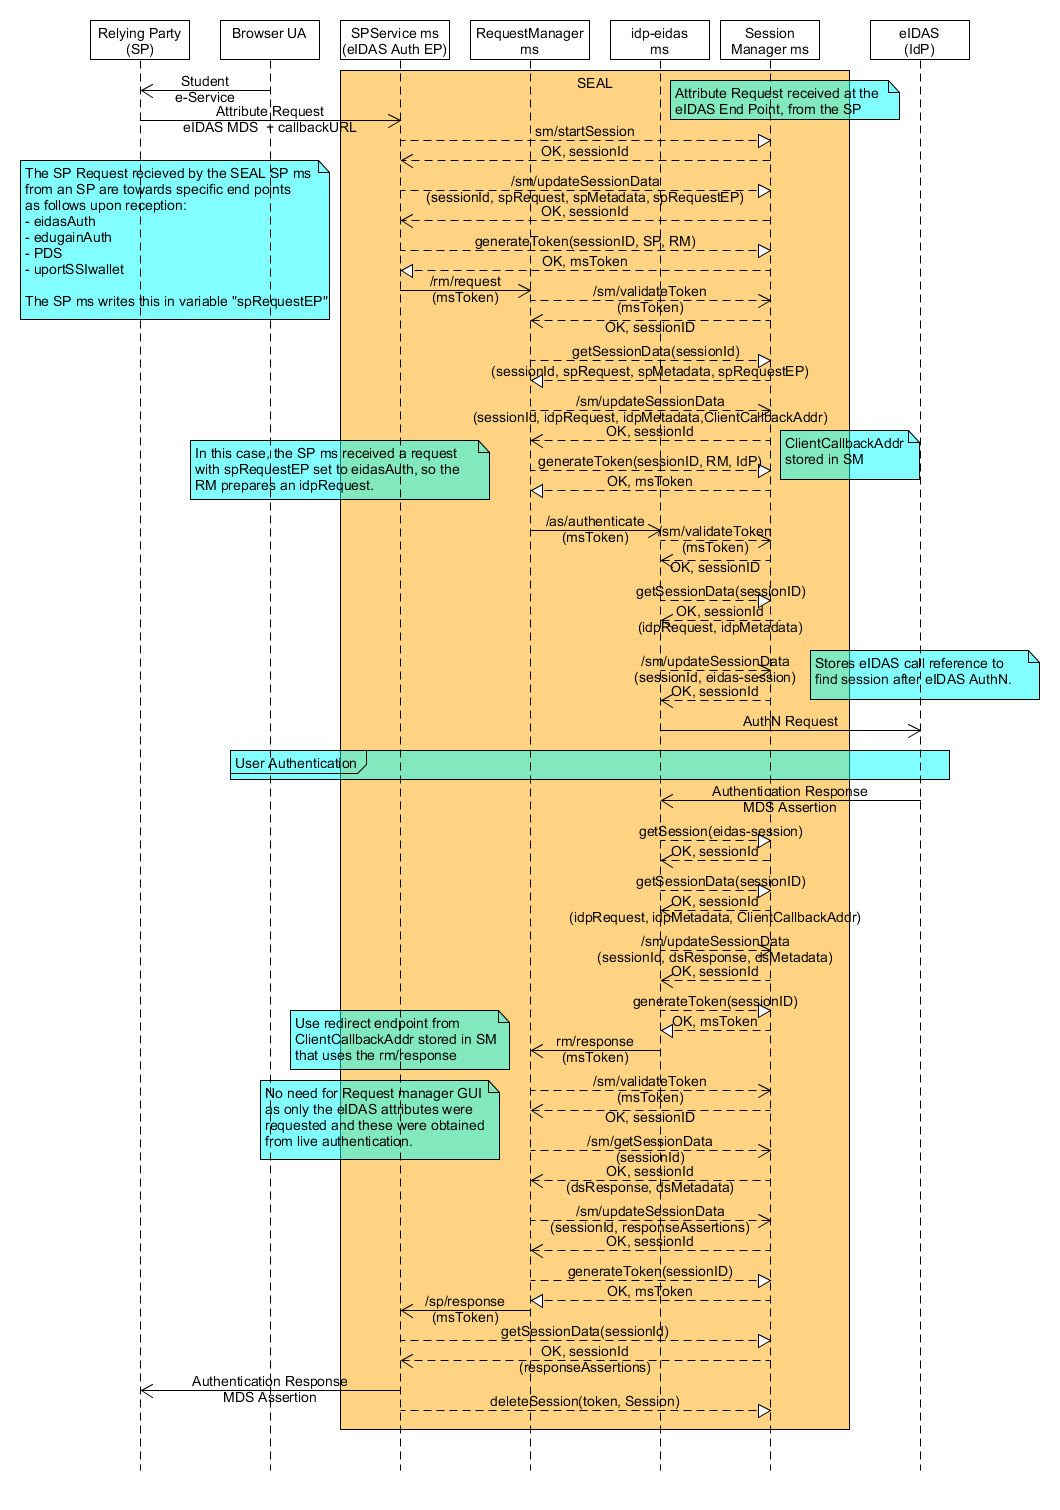 Relying Party
(SP)
Browser UA
SPService ms
(eIDAS Auth EP)
RequestManager
ms
idp-eidas
ms
Session
Manager ms
eIDAS
(IdP)
SEAL
Student
e-Service
Attribute Request received at the
eIDAS End Point, from the SP
Attribute Request
eIDAS MDS + callbackURL
sm/startSession
OK, sessionId
The SP Request recieved by the SEAL SP ms
from an SP are towards specific end points
as follows upon reception:
- eidasAuth
- edugainAuth
- PDS
- uportSSIwallet
The SP ms writes this in variable "spRequestEP"
/sm/updateSessionData
(sessionId, spRequest, spMetadata, spRequestEP)
OK, sessionId
generateToken(sessionID, SP, RM)
OK, msToken
/rm/request
(msToken)
/sm/validateToken
(msToken)
OK, sessionID
getSessionData(sessionId)
(sessionId, spRequest, spMetadata, spRequestEP)
/sm/updateSessionData
(sessionId, idpRequest, idpMetadata,ClientCallbackAddr)
OK, sessionId
ClientCallbackAddr
stored in SM
In this case, the SP ms received a request
with spRequestEP set to eidasAuth, so the
RM prepares an idpRequest.
generateToken(sessionID, RM, IdP)
OK, msToken
/as/authenticate
(msToken)
/sm/validateToken
(msToken)
OK, sessionID
getSessionData(sessionID)
OK, sessionId
(idpRequest, idpMetadata)
/sm/updateSessionData
(sessionId, eidas-session)
OK, sessionId
Stores eIDAS call reference to
find session after eIDAS AuthN.
AuthN Request
User Authentication
Authentication Response
MDS Assertion
getSession(eidas-session)
OK, sessionId
getSessionData(sessionID)
OK, sessionId
(idpRequest, idpMetadata, ClientCallbackAddr)
/sm/updateSessionData
(sessionId, dsResponse, dsMetadata)
OK, sessionId
generateToken(sessionID)
OK, msToken
Use redirect endpoint from
ClientCallbackAddr stored in SM
that uses the rm/response
rm/response
(msToken)
No need for Request manager GUI
as only the eIDAS attributes were
requested and these were obtained
from live authentication.
/sm/validateToken
(msToken)
OK, sessionID
/sm/getSessionData
(sessionId)
OK, sessionId
(dsResponse, dsMetadata)
/sm/updateSessionData
(sessionId, responseAssertions)
OK, sessionId
generateToken(sessionID)
OK, msToken
/sp/response
(msToken)
getSessionData(sessionId)
OK, sessionId
(responseAssertions)
Authentication Response
MDS Assertion
deleteSession(token, Session)